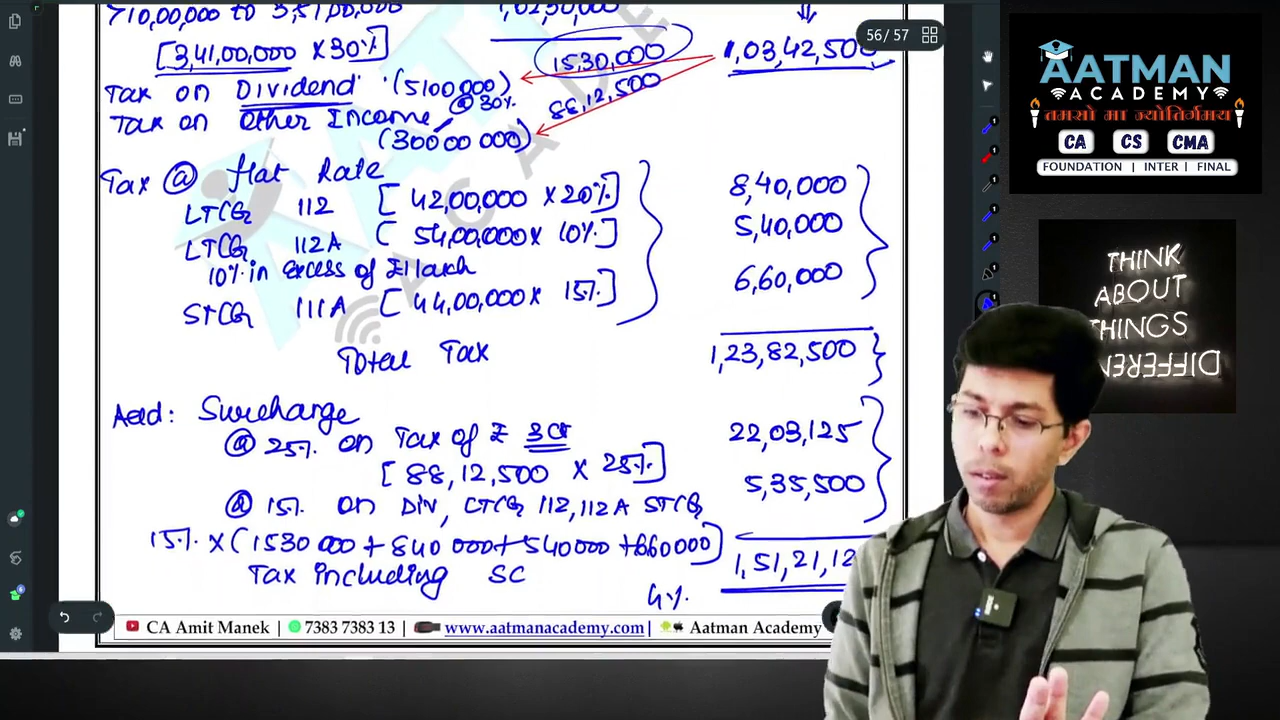 >10,00,000 to 3,51,00,000 1,02,30,000
[3,41,00,000 X 30%]
1530,000 1,03,42,500
Tax on Dividend (5100,000)
@ 30% 88,12,500
Tax on Other Income
(30000000)
Tax @ flat Rate
LTCG 112 [42,00,000 X 20%] 8,40,000
LTCG 112A [54,00,000 X 10%] 5,40,000
10% in excess of ₹1 lakh
STCG 111A [44,00,000 X 15%] 6,60,000
Total Tax 1,23,82,500
Add: Surcharge
@ 25% on Tax of ₹ 3Cr 22,03,125
[88,12,500 X 25%]
@ 15% on DIV, LTCG 112, 112A STCG 5,35,500
15% X (1530000 + 840000 + 540000 + 660000]
Tax including SC 1,51,21,12
4%
CA Amit Manek | 7383 7383 13 | www.aatmanacademy.com | Aatman Academy
56 / 57
AATMAN
ACADEMY
तमसो मा ज्योतिर्गमय
CA CS CMA
FOUNDATION | INTER | FINAL
THINK
ABOUT
THINGS
DIFFEREN